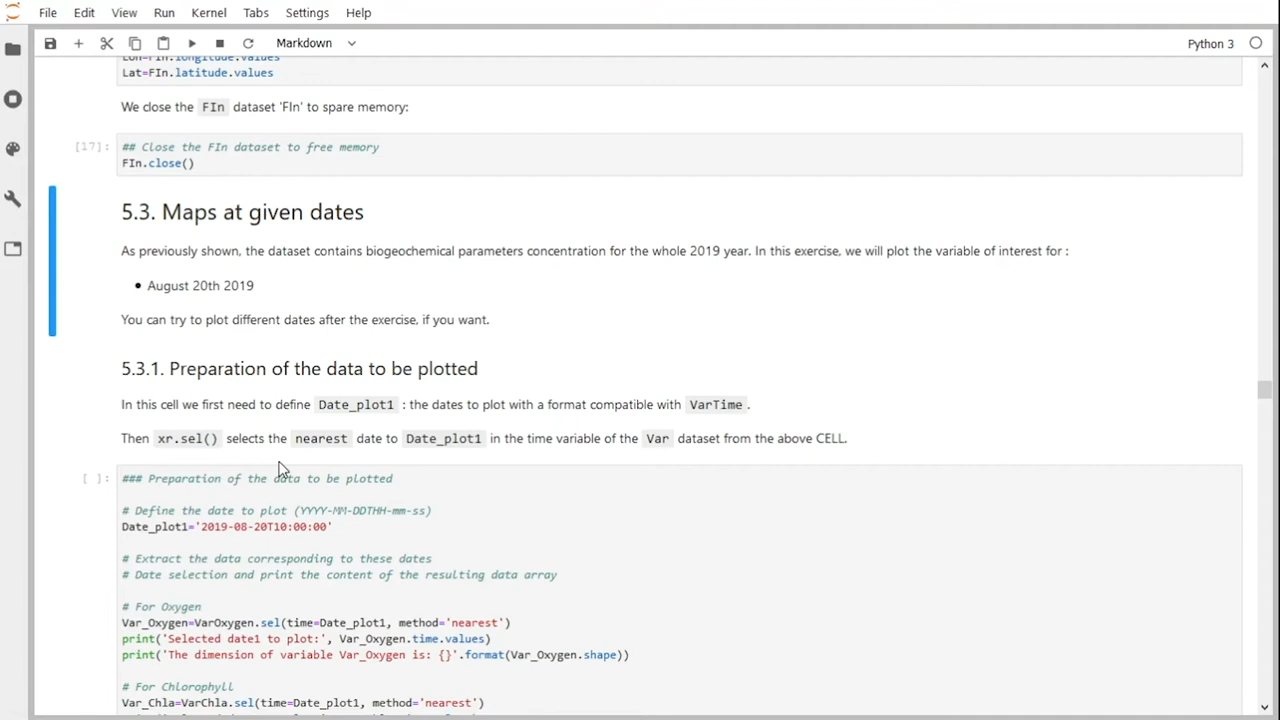 File Edit View Run Kernel Tabs Settings Help
Markdown
Python 3
Lon=FIn.longitude.values
Lat=FIn.latitude.values
We close the FIn dataset 'FIn' to spare memory:
[17]: ## Close the FIn dataset to free memory
FIn.close()
5.3. Maps at given dates
As previously shown, the dataset contains biogeochemical parameters concentration for the whole 2019 year. In this exercise, we will plot the variable of interest for :
• August 20th 2019
You can try to plot different dates after the exercise, if you want.
5.3.1. Preparation of the data to be plotted
In this cell we first need to define Date_plot1 : the dates to plot with a format compatible with VarTime .
Then xr.sel() selects the nearest date to Date_plot1 in the time variable of the Var dataset from the above CELL.
[ ]: ### Preparation of the data to be plotted
# Define the date to plot (YYYY-MM-DDTHH-mm-ss)
Date_plot1='2019-08-20T10:00:00'
# Extract the data corresponding to these dates
# Date selection and print the content of the resulting data array
# For Oxygen
Var_Oxygen=VarOxygen.sel(time=Date_plot1, method='nearest')
print('Selected date1 to plot:', Var_Oxygen.time.values)
print('The dimension of variable Var_Oxygen is: {}'.format(Var_Oxygen.shape))
# For Chlorophyll
Var_Chla=VarChla.sel(time=Date_plot1, method='nearest')